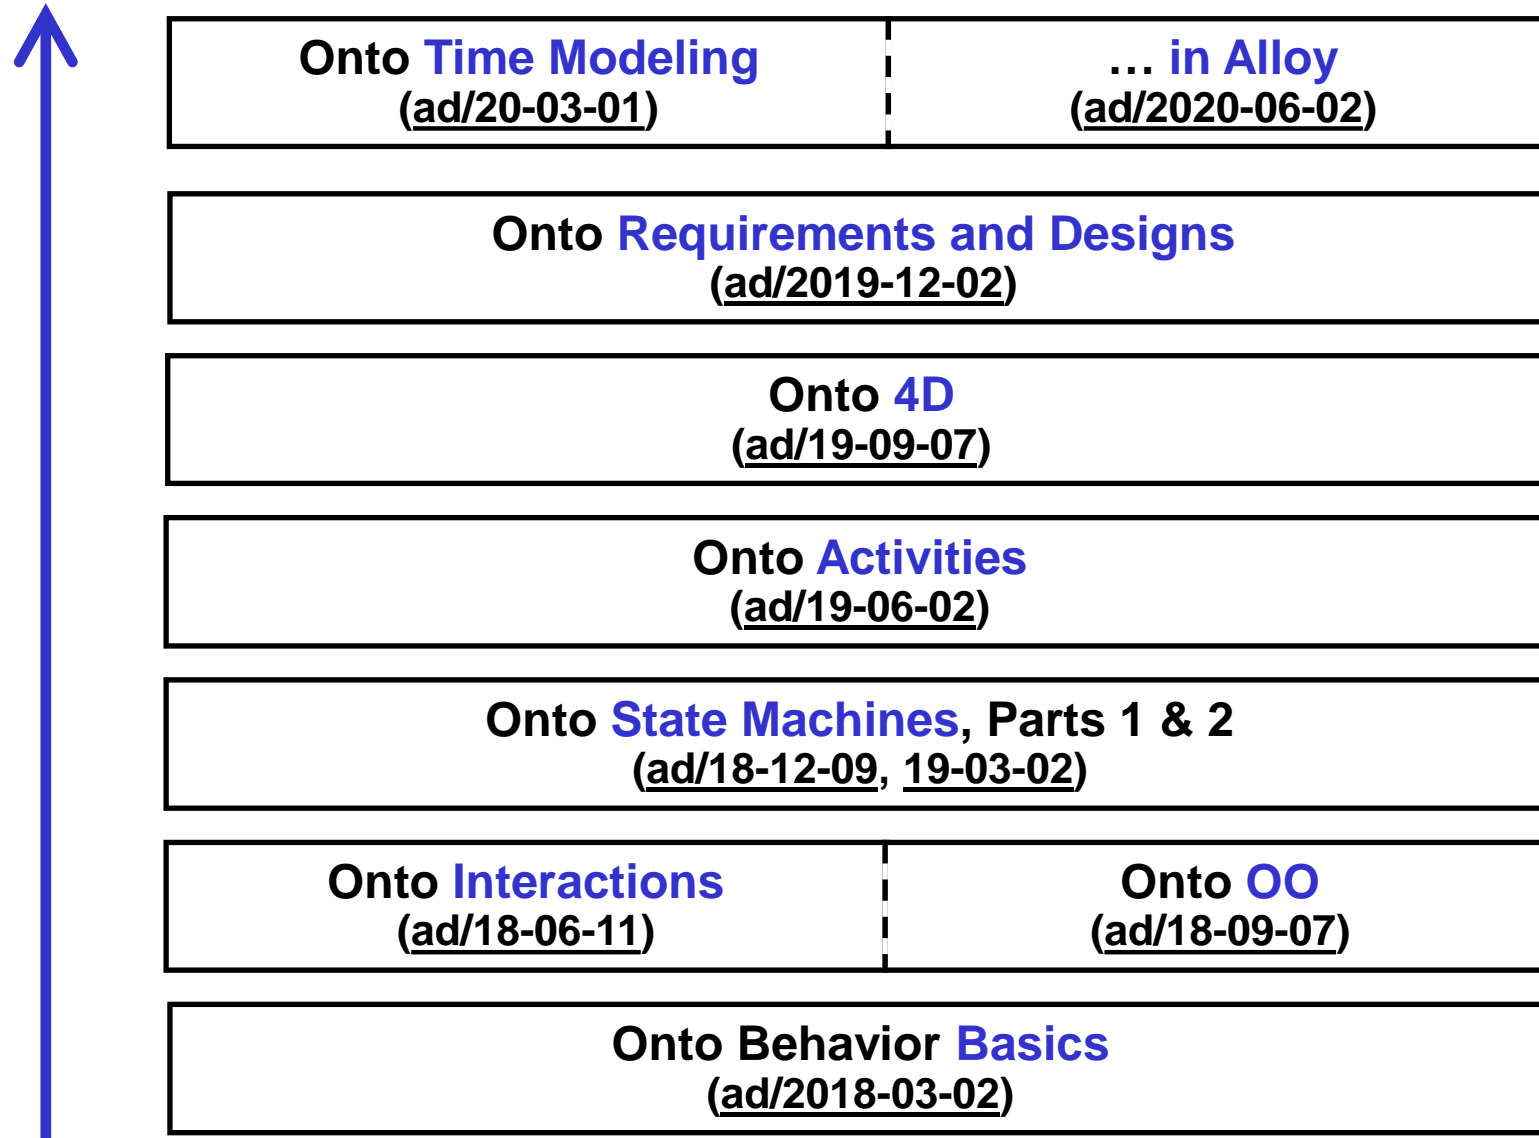 Onto Time Modeling
(ad/20-03-01)
… in Alloy
(ad/2020-06-02)
Onto Requirements and Designs
(ad/2019-12-02)
Onto 4D
(ad/19-09-07)
Onto Activities
(ad/19-06-02)
Onto State Machines, Parts 1 & 2
(ad/18-12-09, 19-03-02)
Onto Interactions
(ad/18-06-11)
Onto OO
(ad/18-09-07)
Onto Behavior Basics
(ad/2018-03-02)